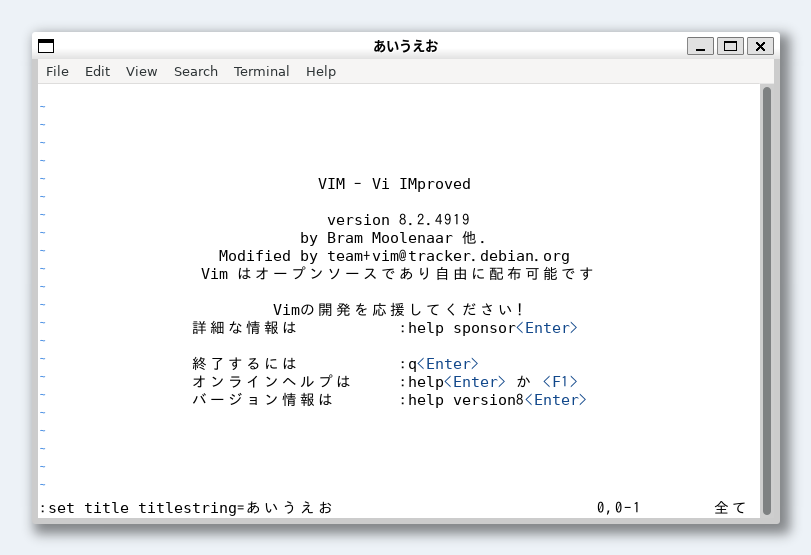 あいうえお
File Edit View Search Terminal Help
~
~
~
~
~
VIM - Vi IMproved
~
~
version 8.2.4919
~
by Bram Moolenaar 他.
~
Modified by team+vim@tracker.debian.org
~
Vim はオープンソースであり自由に配布可能です
~
~
Vimの開発を応援してください!
~
詳細な情報は :help sponsor<Enter>
~
~
終了するには :q<Enter>
~
オンラインヘルプは :help<Enter> か <F1>
~
バージョン情報は :help version8<Enter>
~
~
~
~
~
:set title titlestring=あいうえお 0,0-1 全て